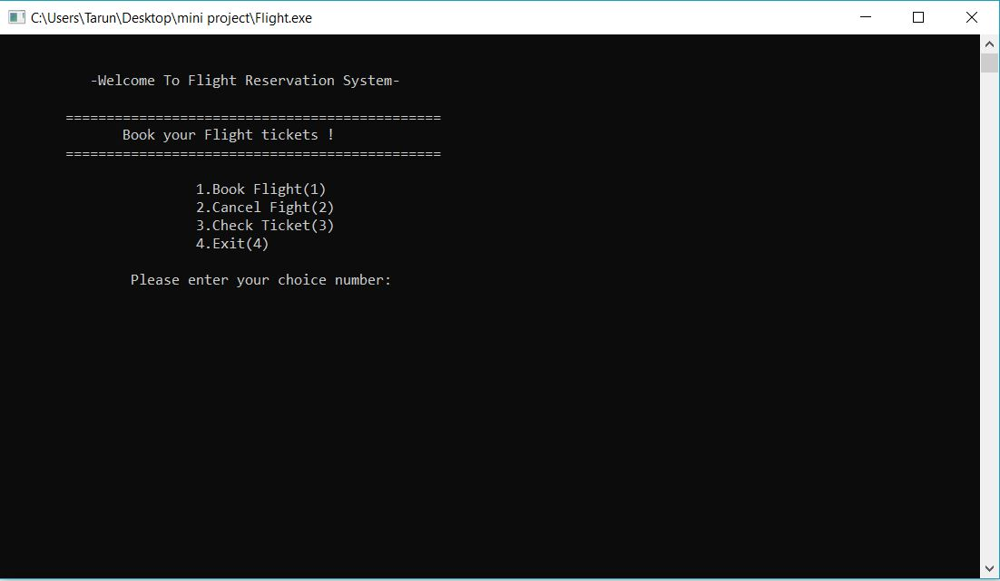 C:\Users\Tarun\Desktop\mini project\Flight.exe
-Welcome To Flight Reservation System-
==============================================
Book your Flight tickets !
==============================================
1.Book Flight(1)
2.Cancel Fight(2)
3.Check Ticket(3)
4.Exit(4)
Please enter your choice number: